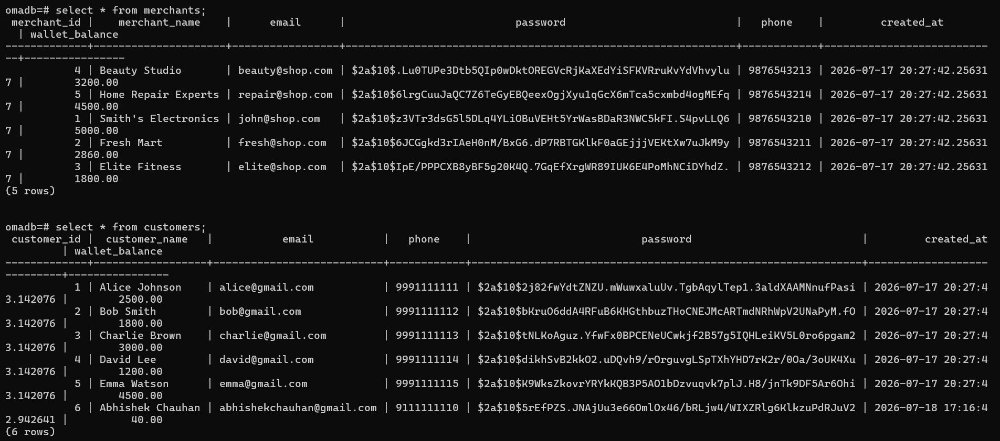 omadb=# select * from merchants;
 merchant_id |    merchant_name    |      email      |                           password                           |   phone    |         created_at
  | wallet_balance
-------------+---------------------+-----------------+--------------------------------------------------------------+------------+--------------------------
--+----------------
           4 | Beauty Studio       | beauty@shop.com | $2a$10$.Lu0TUPe3Dtb5QIp0wDktOREGVcRjKaXEdYiSFKVRruKvYdVhvylu | 9876543213 | 2026-07-17 20:27:42.25631
7 |        3200.00
           5 | Home Repair Experts | repair@shop.com | $2a$10$6lrgCuuJaQC7Z6TeGyEBQeexOgjXyu1qGcX6mTca5cxmbd4ogMEfq | 9876543214 | 2026-07-17 20:27:42.25631
7 |        4500.00
           1 | Smith's Electronics | john@shop.com   | $2a$10$z3VTr3dsG5l5DLq4YLiOBuVEHt5YrWasBDaR3NWC5kFI.S4pvLLQ6 | 9876543210 | 2026-07-17 20:27:42.25631
7 |        5000.00
           2 | Fresh Mart          | fresh@shop.com  | $2a$10$6JCGgkd3rIAeH0nM/BxG6.dP7RBTGKlkF0aGEjjjVEKtXw7uJkM9y | 9876543211 | 2026-07-17 20:27:42.25631
7 |        2860.00
           3 | Elite Fitness       | elite@shop.com  | $2a$10$IpE/PPPCXB8yBF5g20K4Q.7GqEfXrgWR89IUK6E4PoMhNCiDYhdZ. | 9876543212 | 2026-07-17 20:27:42.25631
7 |        1800.00
(5 rows)
omadb=# select * from customers;
 customer_id |  customer_name   |           email           |   phone    |                           password                           |         created_at
         | wallet_balance
-------------+------------------+---------------------------+------------+--------------------------------------------------------------+-------------------
---------+----------------
           1 | Alice Johnson    | alice@gmail.com           | 9991111111 | $2a$10$2j82fwYdtZNZU.mWuwxaluUv.TgbAqylTep1.3aldXAAMNnufPasi | 2026-07-17 20:27:4
3.142076 |        2500.00
           2 | Bob Smith        | bob@gmail.com             | 9991111112 | $2a$10$bKruO6ddA4RFuB6KHGthbuzTHoCNEJMcARTmdNRhWpV2UNaPyM.fO | 2026-07-17 20:27:4
3.142076 |        1800.00
           3 | Charlie Brown    | charlie@gmail.com         | 9991111113 | $2a$10$tNLKoAguz.YfwFx0BPCENeUCwkjf2B57g5IQHLeiKV5L0ro6pgam2 | 2026-07-17 20:27:4
3.142076 |        3000.00
           4 | David Lee        | david@gmail.com           | 9991111114 | $2a$10$dikhSvB2kkO2.uDQvh9/rOrguvgLSpTXhYHD7rK2r/0Oa/3oUK4Xu | 2026-07-17 20:27:4
3.142076 |        1200.00
           5 | Emma Watson      | emma@gmail.com            | 9991111115 | $2a$10$K9WksZkovrYRYkKQB3P5AO1bDzvuqvk7plJ.H8/jnTk9DF5Ar6Ohi | 2026-07-17 20:27:4
3.142076 |        4500.00
           6 | Abhishek Chauhan | abhishekchauhan@gmail.com | 9111111110 | $2a$10$5rEfPZS.JNAjUu3e66OmlOx46/bRLjw4/WIXZRlg6KlkzuPdRJuV2 | 2026-07-18 17:16:4
2.942641 |          40.00
(6 rows)